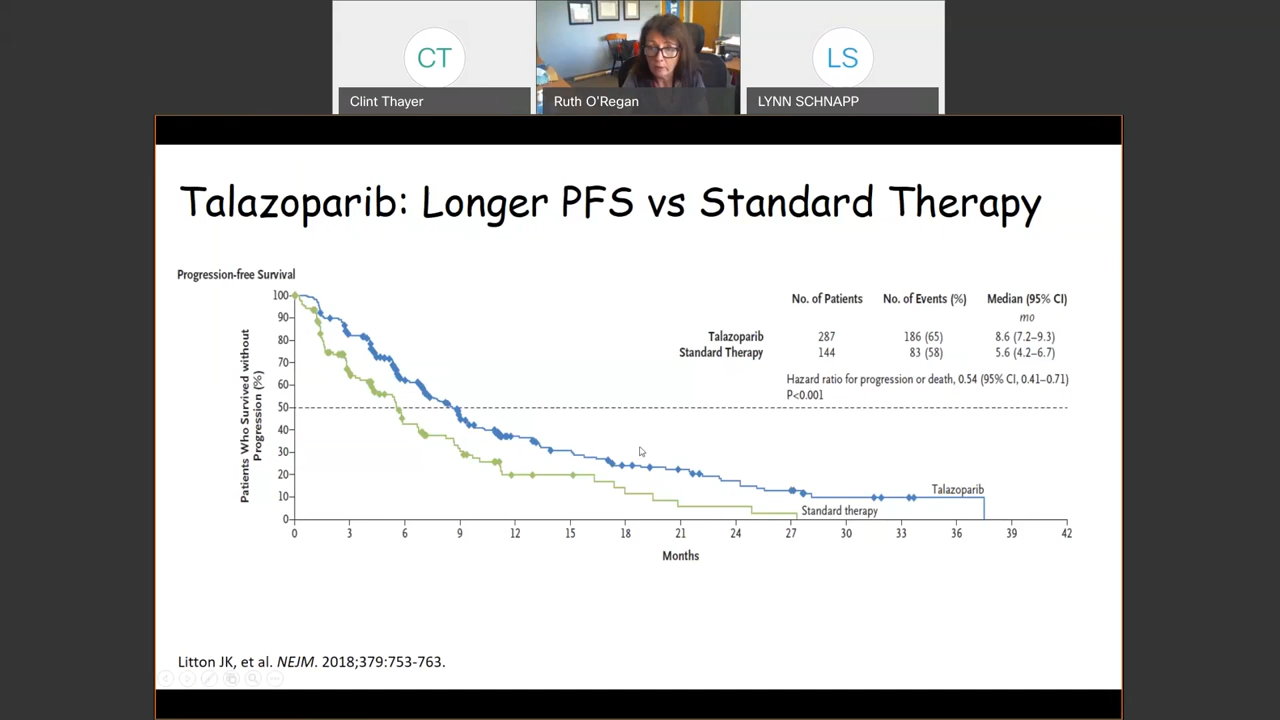 CT
LS
Clint Thayer
Ruth O'Regan
LYNN SCHNAPP
Talazoparib: Longer PFS vs Standard Therapy
Progression-free Survival
Patients Who Survived without
Progression (%)
100
90
80
70
60
50
40
30
20
10
0
0 3 6 9 12 15 18 21 24 27 30 33 36 39 42
Months
No. of Patients No. of Events (%) Median (95% CI)
mo
Talazoparib 287 186 (65) 8.6 (7.2–9.3)
Standard Therapy 144 83 (58) 5.6 (4.2–6.7)
Hazard ratio for progression or death, 0.54 (95% CI, 0.41–0.71)
P<0.001
Talazoparib
Standard therapy
Litton JK, et al. NEJM. 2018;379:753-763.